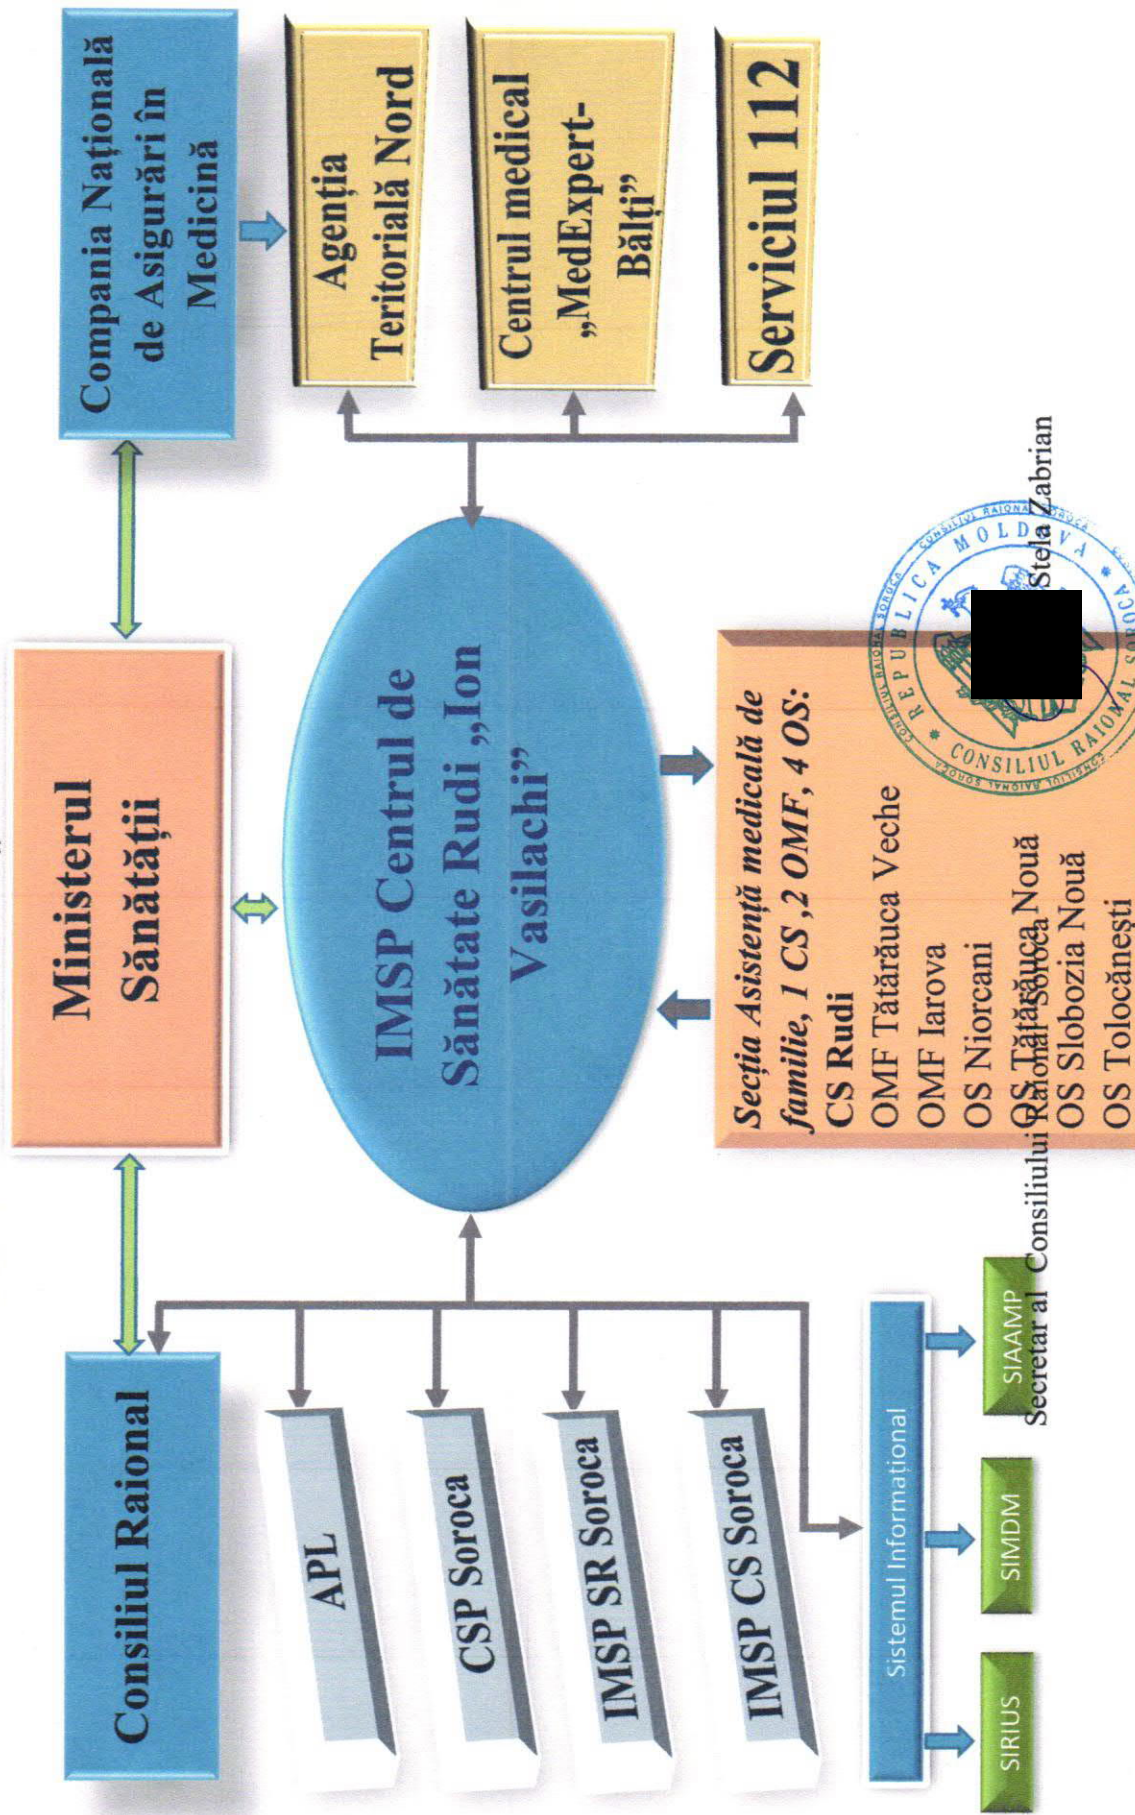 Consiliul Raional
Ministerul
Sănătății
Compania Națională
de Asigurări în
Medicină
APL
CSP Soroca
IMSP SR Soroca
IMSP CS Soroca
IMSP Centrul de
Sănătate Rudi „Ion
Vasilachi”
Agenția
Teritorială Nord
Centrul medical
„MedExpert-
Bălți”
Serviciul 112
Sistemul Informațional
SIRIUS
SIMDM
SIAAMP
Secția Asistență medicală de
familie, 1 CS ,2 OMF, 4 OS:
CS Rudi
OMF Tătărăuca Veche
OMF Iarova
OS Niorcani
OS Tătărăuca Nouă
OS Slobozia Nouă
OS Tolocănești
Secretar al Consiliului Raional Soroca
Stela Zabrian
REPUBLICA MOLDOVA
CONSILIUL RAIONAL SOROCA
CONSILIUL RAIONAL SOROCA